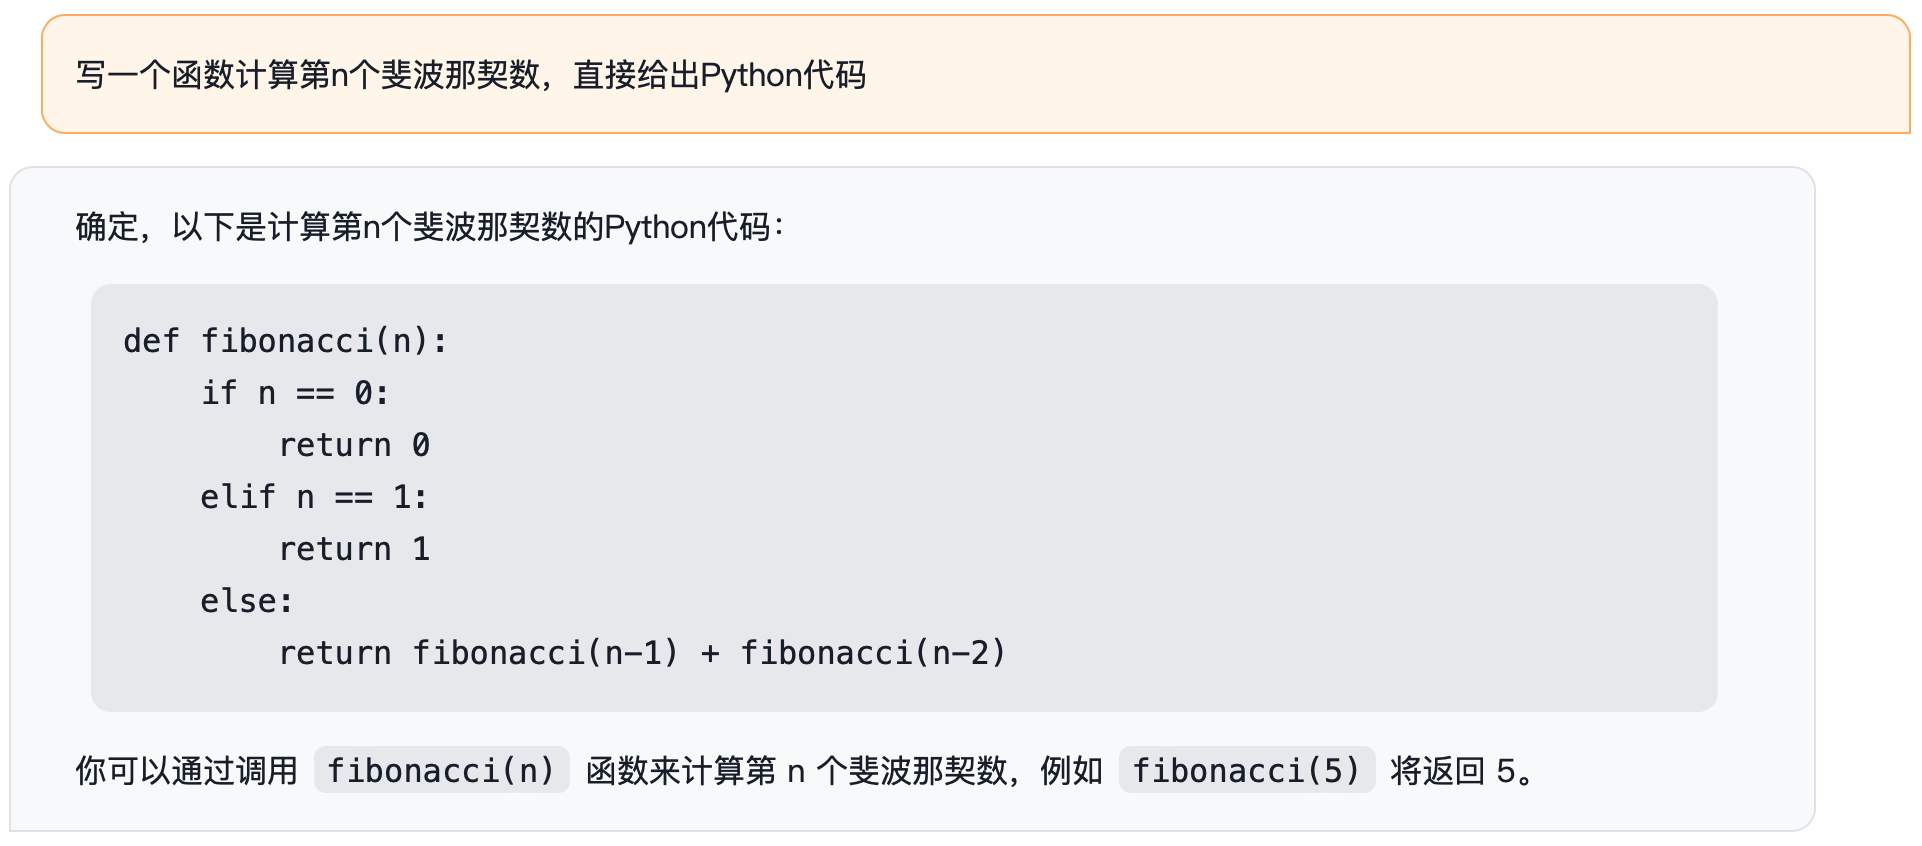 写一个函数计算第n个斐波那契数，直接给出Python代码
确定，以下是计算第n个斐波那契数的Python代码：
def fibonacci(n):
    if n == 0:
        return 0
    elif n == 1:
        return 1
    else:
        return fibonacci(n-1) + fibonacci(n-2)
你可以通过调用 fibonacci(n) 函数来计算第 n 个斐波那契数，例如 fibonacci(5) 将返回 5。